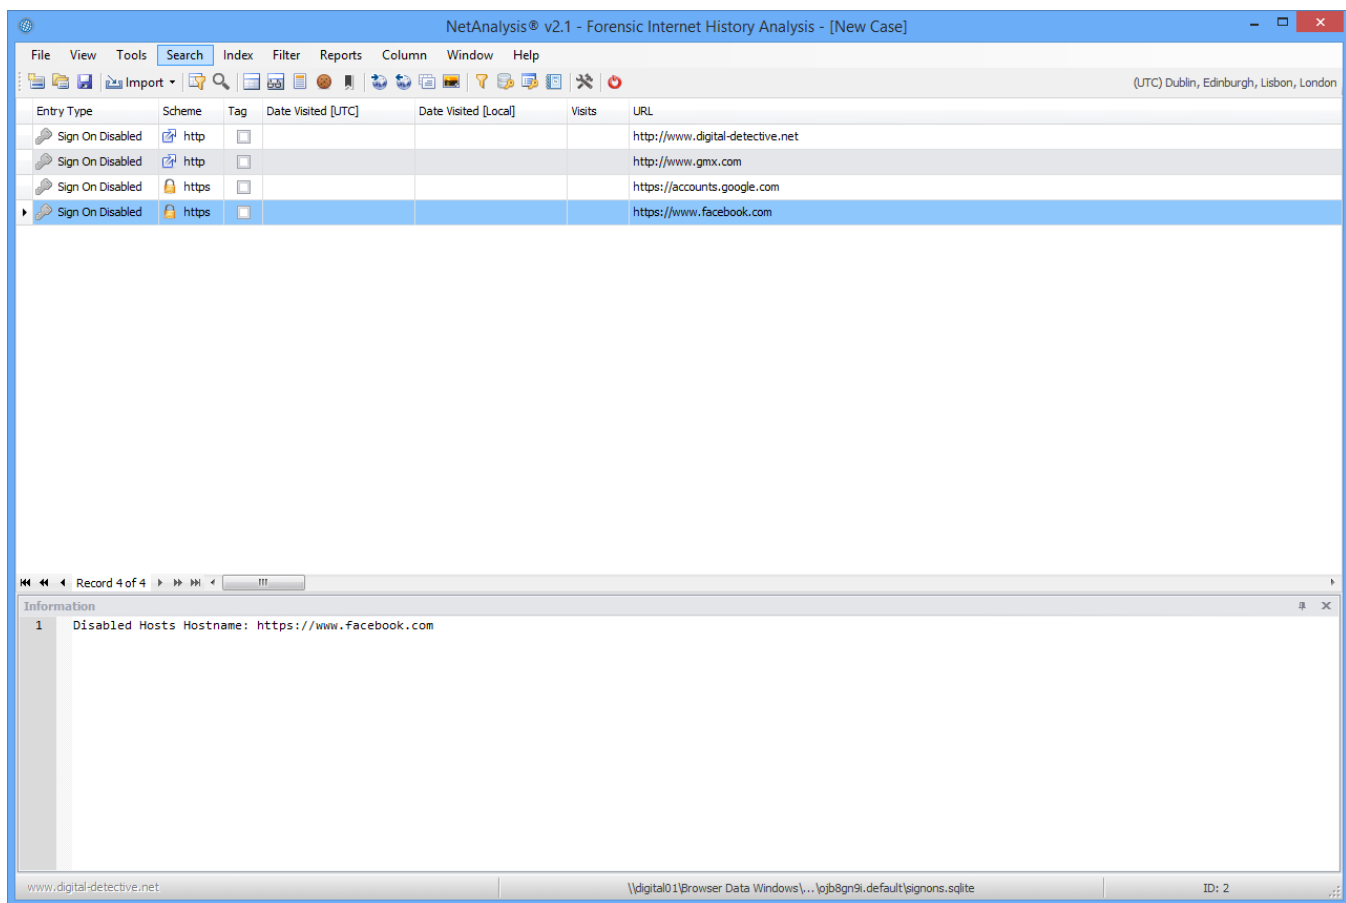 NetAnalysis® v2.1 - Forensic Internet History Analysis - [New Case]
File View Tools Search Index Filter Reports Column Window Help
Import (UTC) Dublin, Edinburgh, Lisbon, London
Entry Type Scheme Tag Date Visited [UTC] Date Visited [Local] Visits URL
Sign On Disabled http http://www.digital-detective.net
Sign On Disabled http http://www.gmx.com
Sign On Disabled https https://accounts.google.com
Sign On Disabled https https://www.facebook.com
Record 4 of 4
Information
1 Disabled Hosts Hostname: https://www.facebook.com
www.digital-detective.net \\digital01\Browser Data Windows\...\ojb8gn9i.default\signons.sqlite ID: 2